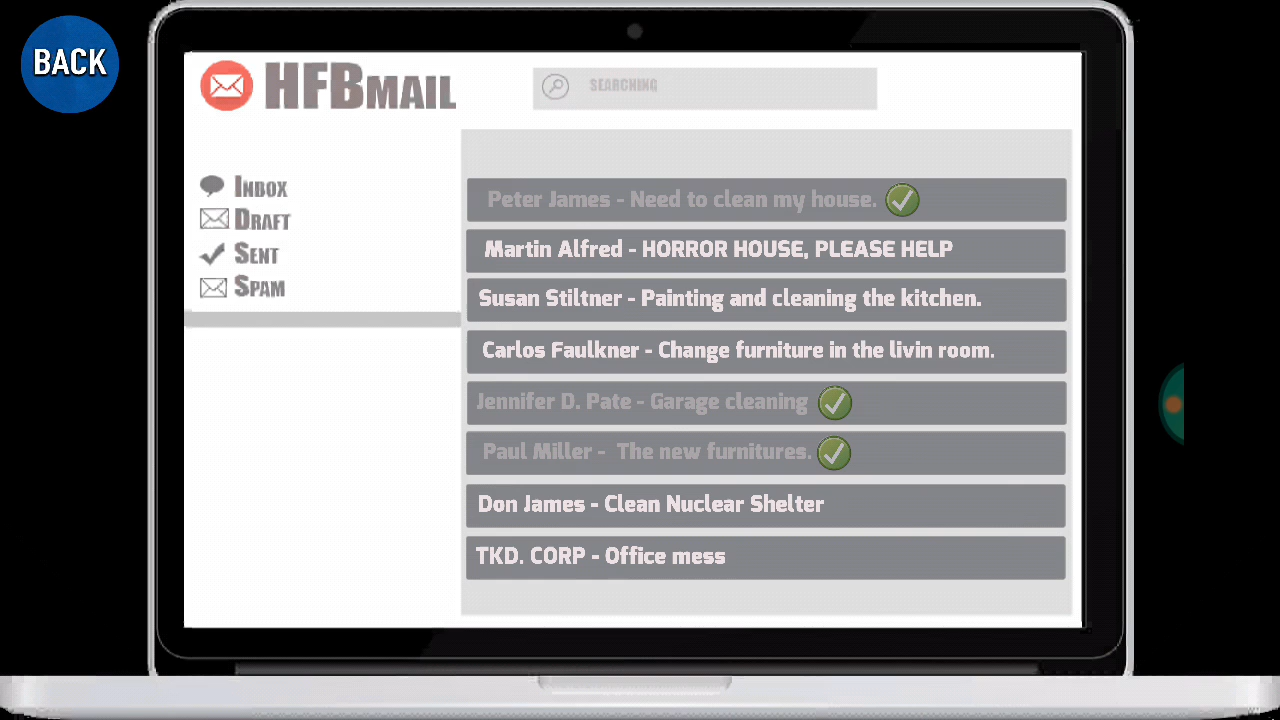 BACK
HFBMAIL
SEARCHING
INBOX
DRAFT
SENT
SPAM
Peter James - Need to clean my house.
Martin Alfred - HORROR HOUSE, PLEASE HELP
Susan Stiltner - Painting and cleaning the kitchen.
Carlos Faulkner - Change furniture in the livin room.
Jennifer D. Pate - Garage cleaning
Paul Miller - The new furnitures.
Don James - Clean Nuclear Shelter
TKD. CORP - Office mess